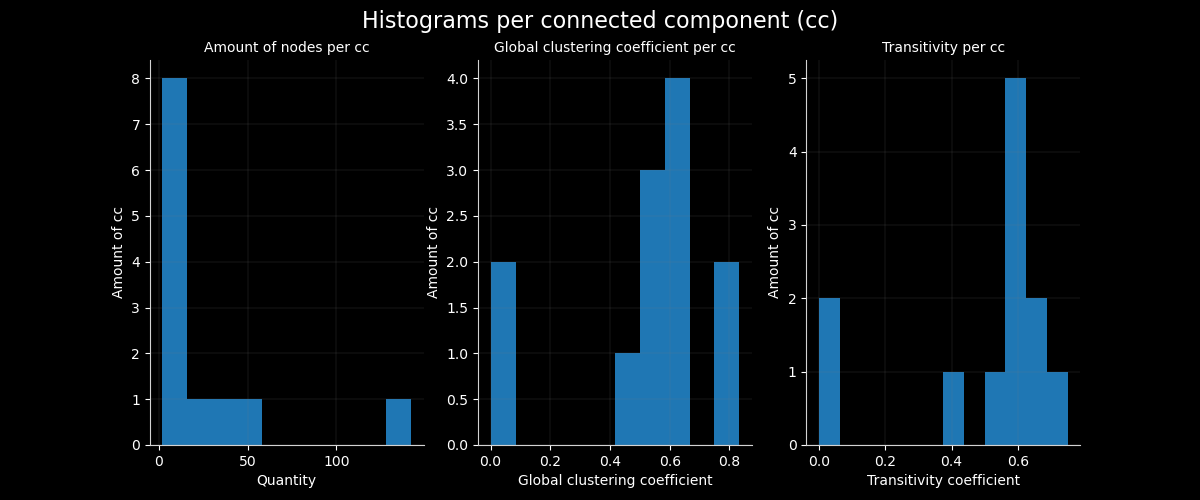 Histograms per connected component (cc)
Amount of nodes per cc
Global clustering coefficient per cc
Transitivity per cc
Amount of cc
8
7
6
5
4
3
2
1
0
0 50 100
Quantity
Amount of cc
4.0
3.5
3.0
2.5
2.0
1.5
1.0
0.5
0.0
0.0 0.2 0.4 0.6 0.8
Global clustering coefficient
Amount of cc
5
4
3
2
1
0
0.0 0.2 0.4 0.6
Transitivity coefficient